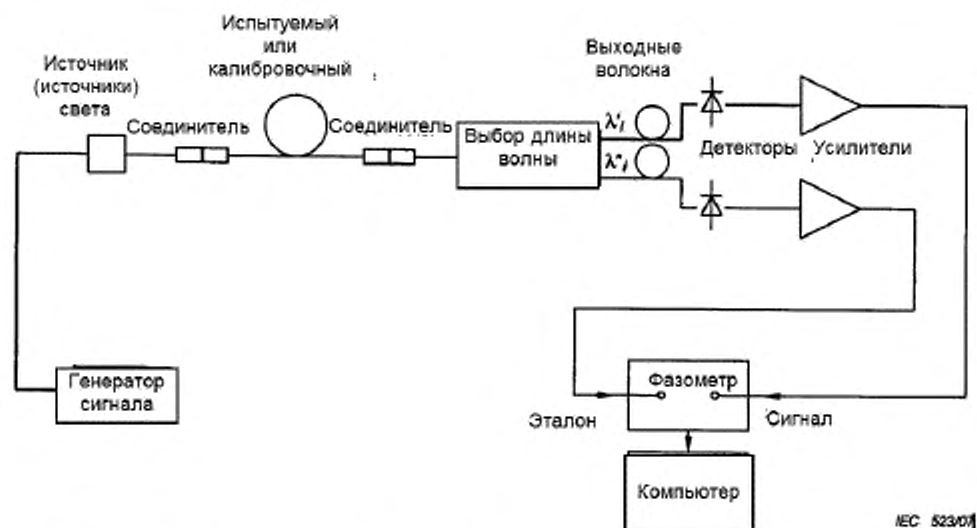 Испытуемый
или
калибровочный
Источник
(источники)
света
Соединитель
Соединитель
Выбор длины
волны
Выходные
волокна
λ'i
λ"i
Детекторы
Усилители
Генератор
сигнала
Фазометр
Эталон
Сигнал
Компьютер
IEC 523/01